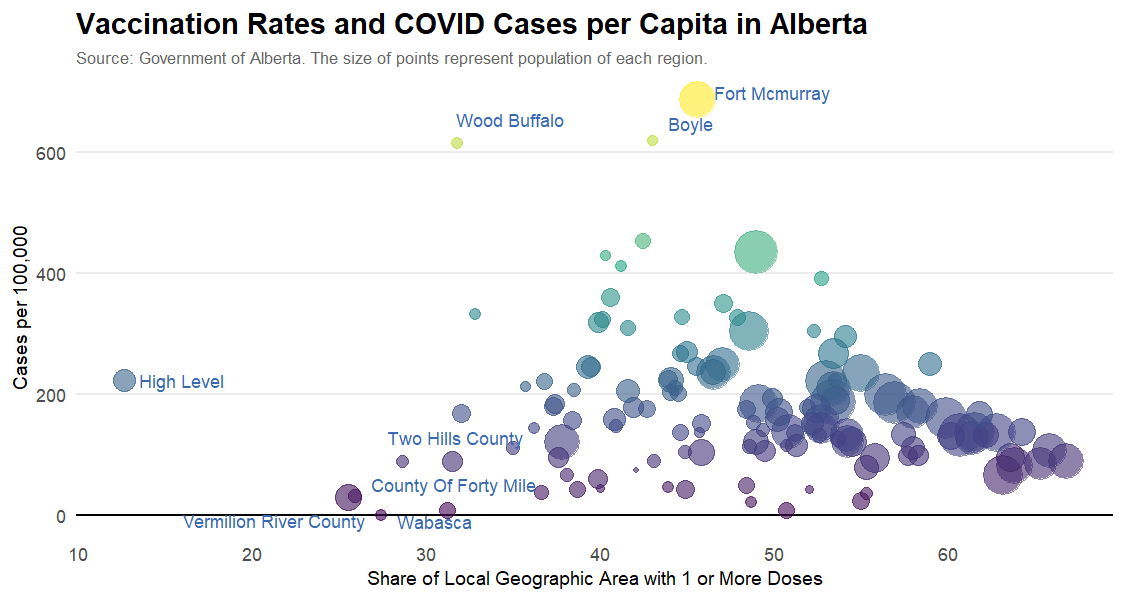 Vaccination Rates and COVID Cases per Capita in Alberta
Source: Government of Alberta. The size of points represent population of each region.
Fort Mcmurray
Wood Buffalo
Boyle
600
400
High Level
200
Two Hills County
County Of Forty Mile
Vermilion River County
Wabasca
0
10 20 30 40 50 60
Share of Local Geographic Area with 1 or More Doses
Cases per 100,000